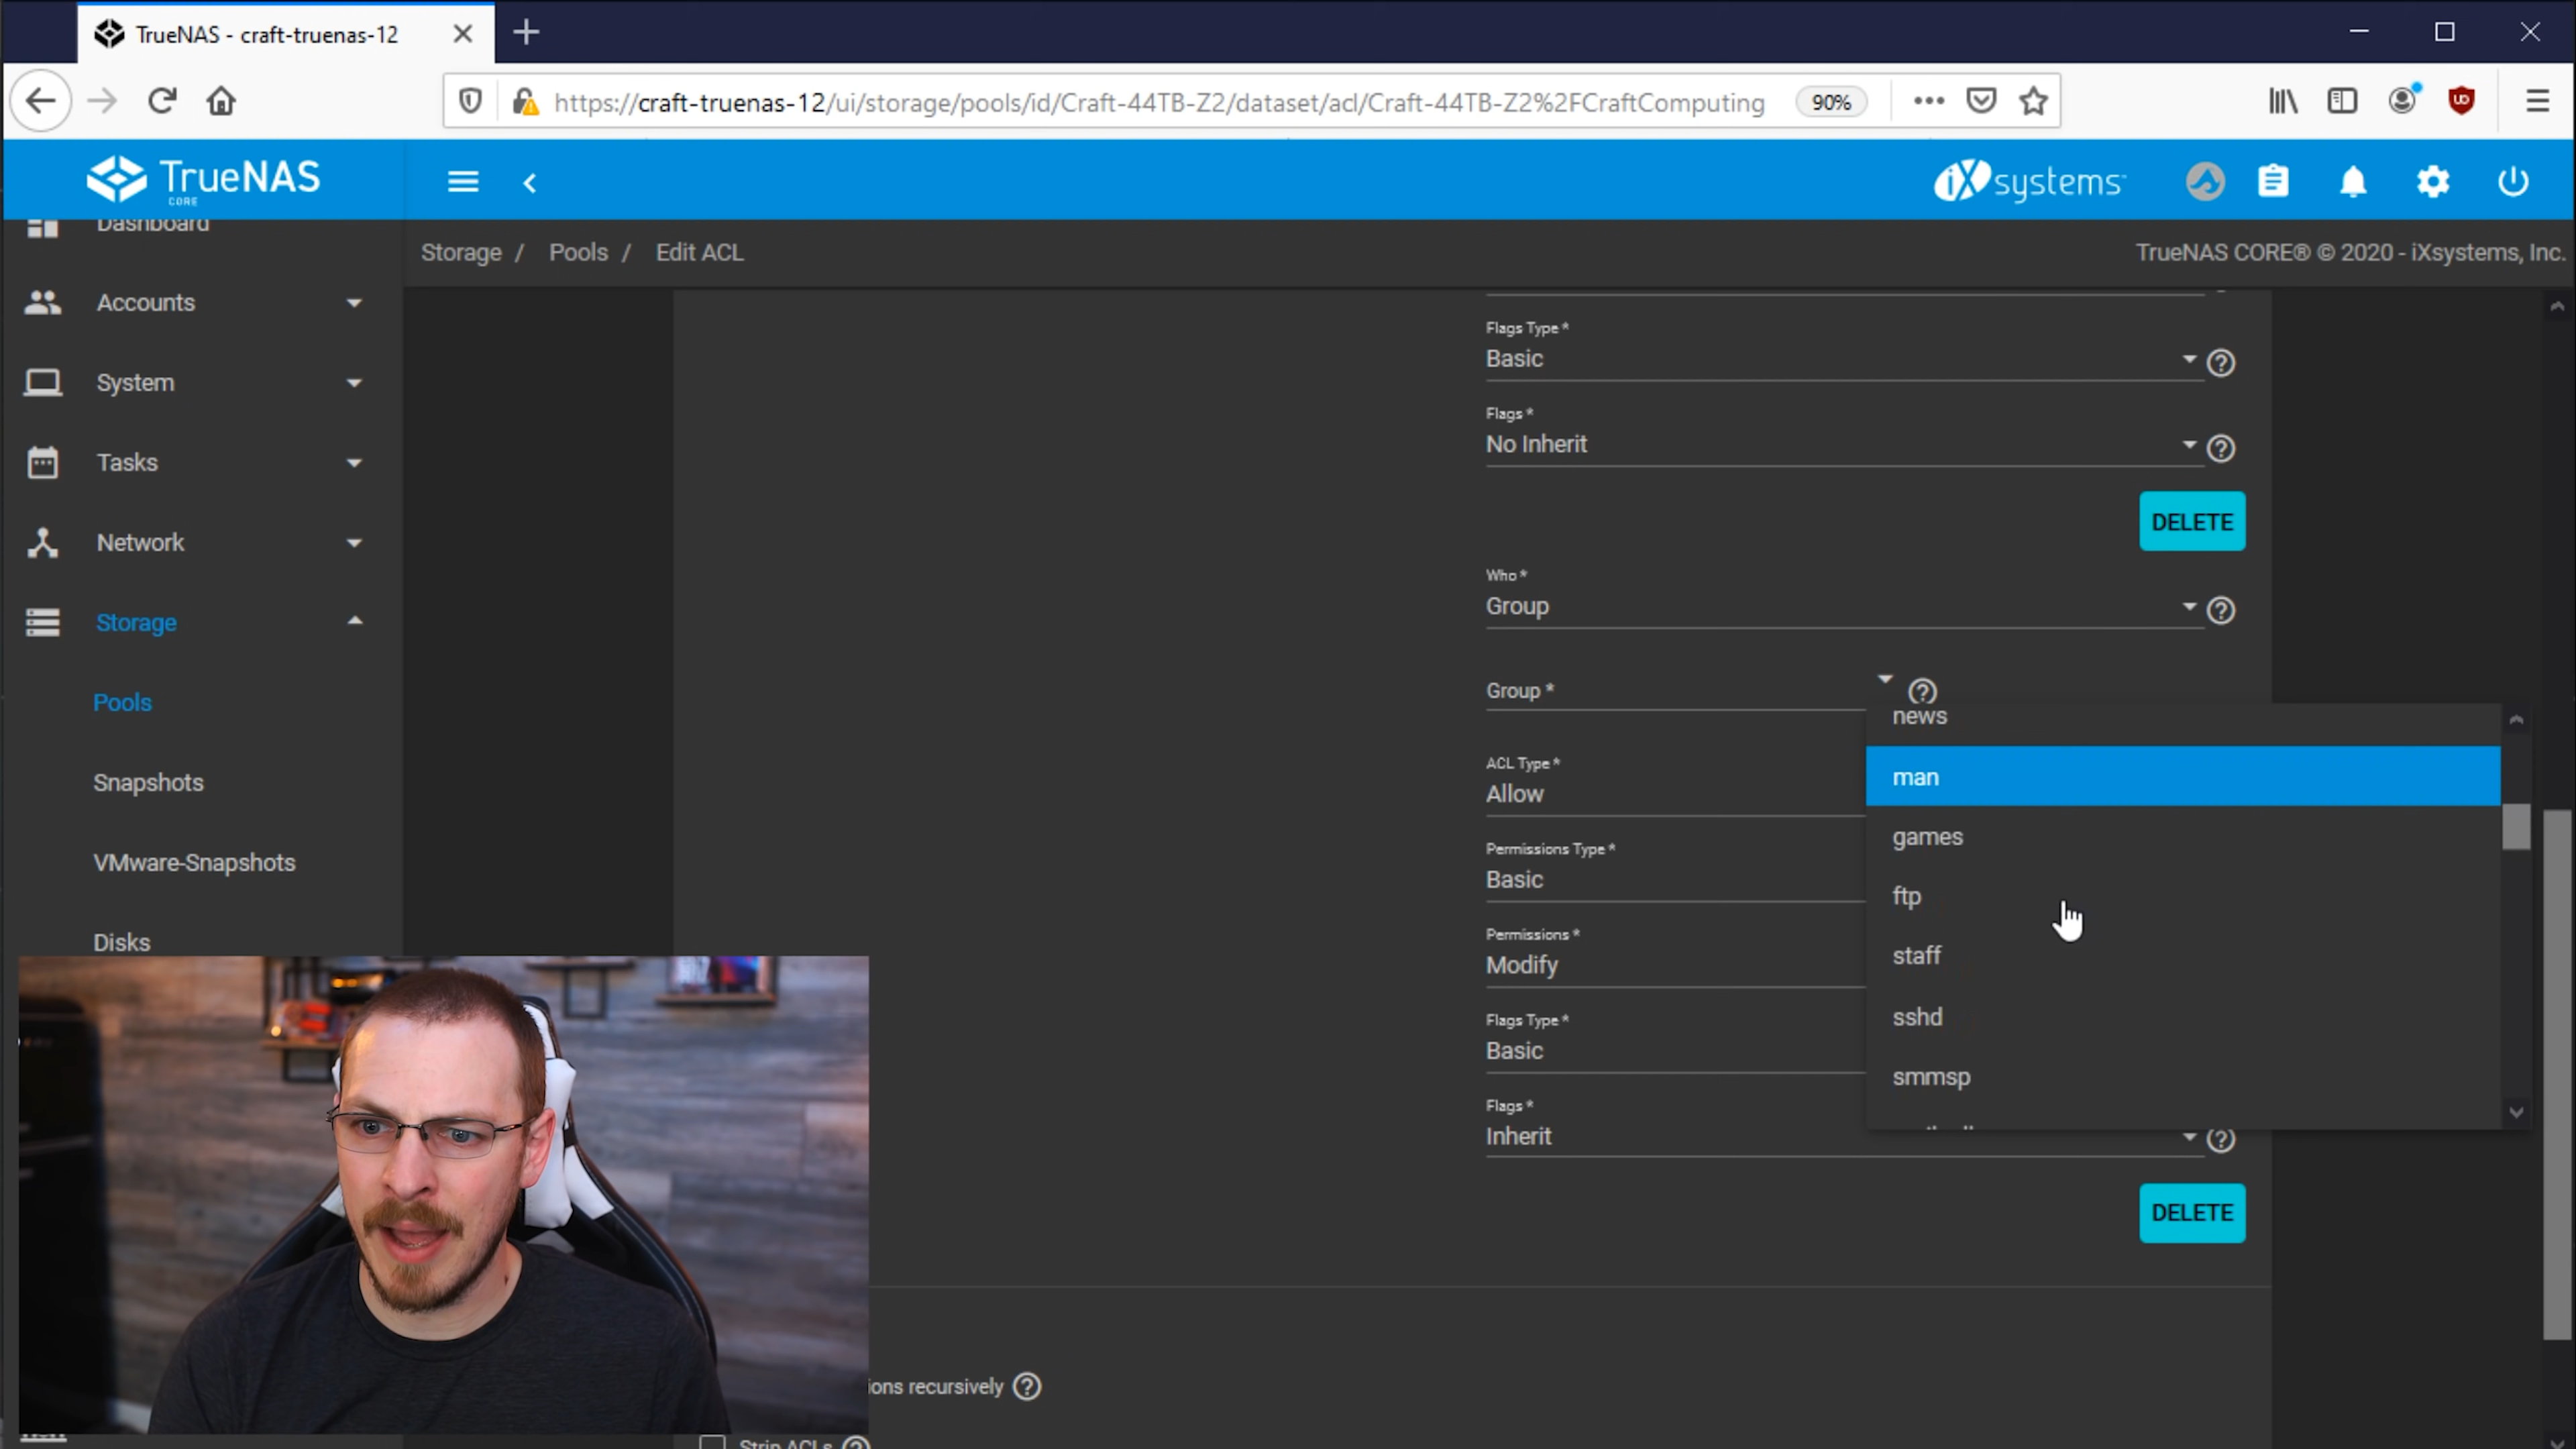 TrueNAS - craft-truenas-12
https://craft-truenas-12/ui/storage/pools/id/Craft-44TB-Z2/dataset/acl/Craft-44TB-Z2%2FCraftComputing
90%
TrueNAS
CORE
iXsystems
Dashboard
Accounts
System
Tasks
Network
Storage
Pools
Snapshots
VMware-Snapshots
Disks
Storage / Pools / Edit ACL
TrueNAS CORE® © 2020 - iXsystems, Inc.
Flags Type *
Basic
Flags *
No Inherit
DELETE
Who *
Group
Group *
news
man
games
ftp
staff
sshd
smmsp
ACL Type *
Allow
Permissions Type *
Basic
Permissions *
Modify
Flags Type *
Basic
Flags *
Inherit
DELETE
recursively
Strip ACLs